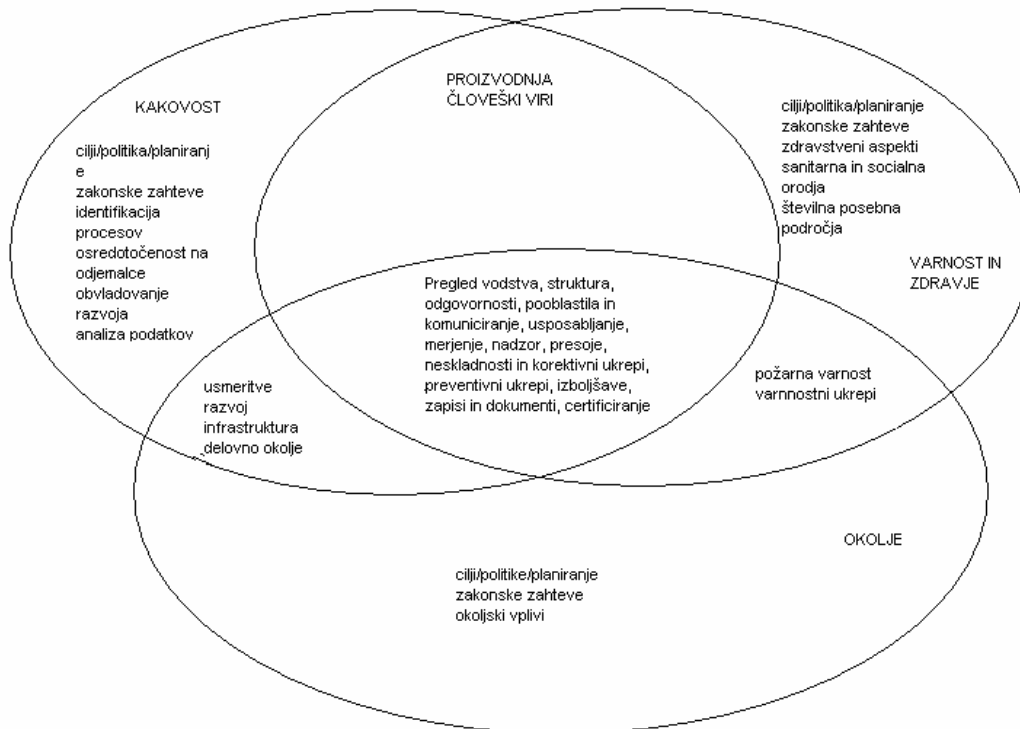 PROIZVODNJA
ČLOVEŠKI VIRI
KAKOVOST
cilji/politika/planiranj
e
zakonske zahteve
identifikacija
procesov
osredotočenost na
odjemalce
obvladovanje
razvoja
analiza podatkov
cilji/politika/planiranje
zakonske zahteve
zdravstveni aspekti
sanitarna in socialna
orodja
številna posebna
področja
VARNOST IN
ZDRAVJE
Pregled vodstva, struktura,
odgovornosti, pooblastila in
komuniciranje, usposabljanje,
merjenje, nadzor, presoje,
neskladnosti in korektivni ukrepi,
preventivni ukrepi, izboljšave,
zapisi in dokumenti, certificiranje
usmeritve
razvoj
infrastruktura
delovno okolje
požarna varnost
varnnostni ukrepi
OKOLJE
cilji/politike/planiranje
zakonske zahteve
okoljski vplivi